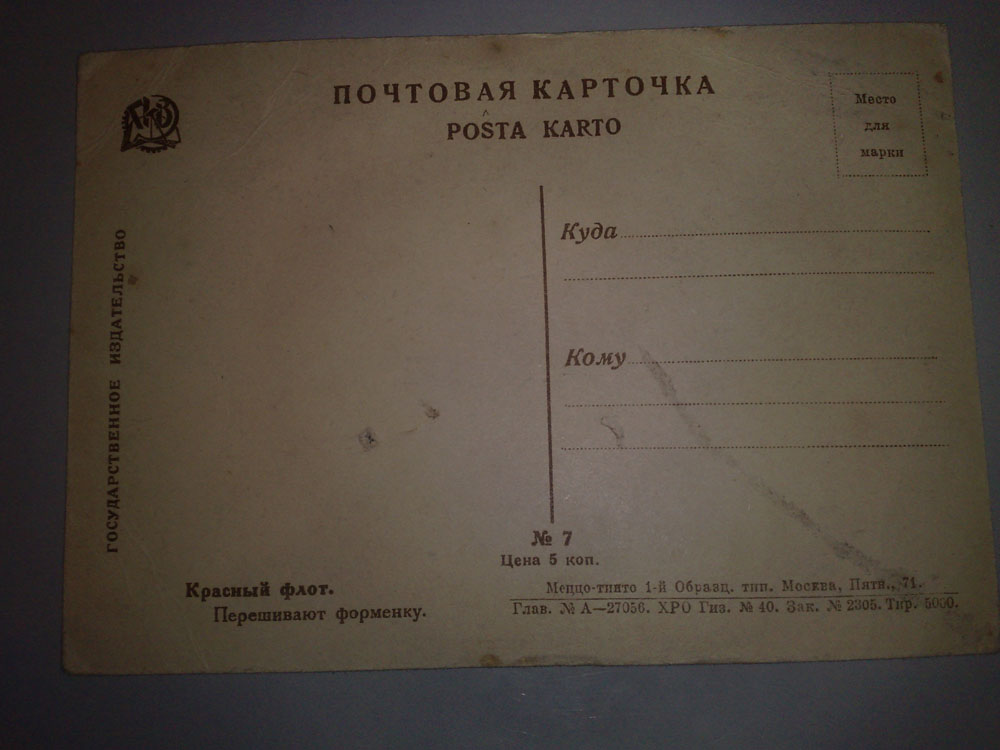 ПОЧТОВАЯ КАРТОЧКА
POŜTA KARTO
Место
для
марки
ГОСУДАРСТВЕННОЕ ИЗДАТЕЛЬСТВО
Куда
Кому
№ 7
Цена 5 коп.
Красный флот.
Перешивают форменку.
Меццо-тинто 1-й Образц. тип. Москва, Пятн., 71.
Глав. № А—27056. ХРО Гиз. № 40. Зак. № 2305. Тир. 5000.